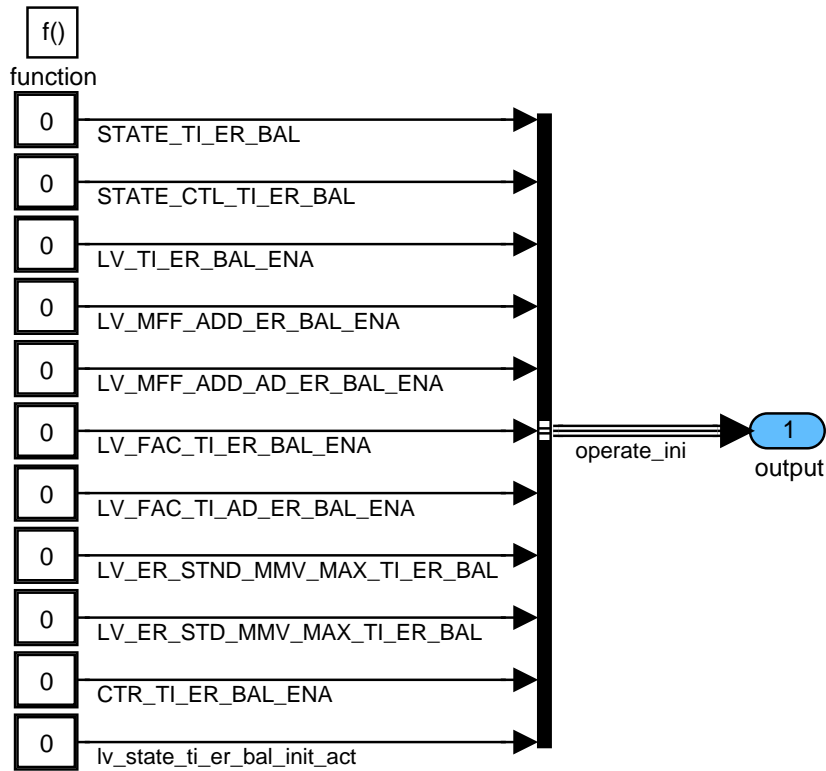 f()
function
0
STATE_TI_ER_BAL
0
STATE_CTL_TI_ER_BAL
0
LV_TI_ER_BAL_ENA
0
LV_MFF_ADD_ER_BAL_ENA
0
LV_MFF_ADD_AD_ER_BAL_ENA
0
LV_FAC_TI_ER_BAL_ENA
operate_ini
1
output
0
LV_FAC_TI_AD_ER_BAL_ENA
0
LV_ER_STND_MMV_MAX_TI_ER_BAL
0
LV_ER_STD_MMV_MAX_TI_ER_BAL
0
CTR_TI_ER_BAL_ENA
0
lv_state_ti_er_bal_init_act